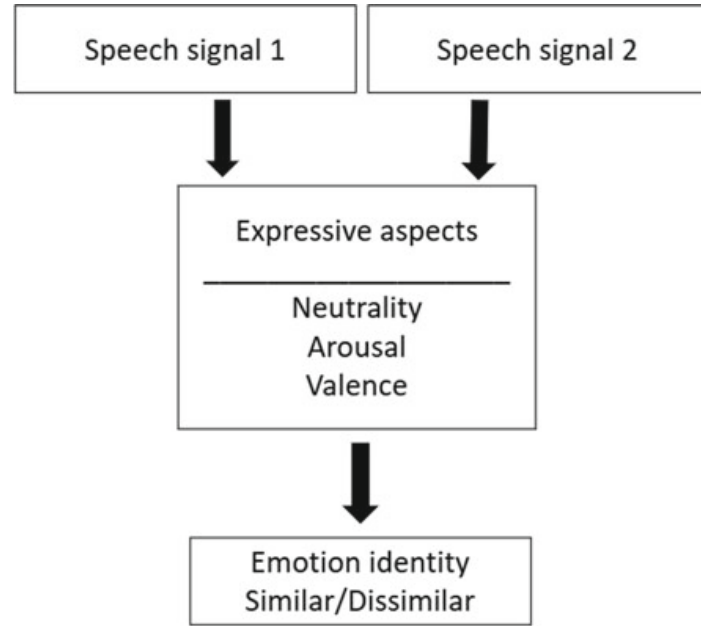 Speech signal 1
Speech signal 2
Expressive aspects
Neutrality
Arousal
Valence
Emotion identity
Similar/Dissimilar